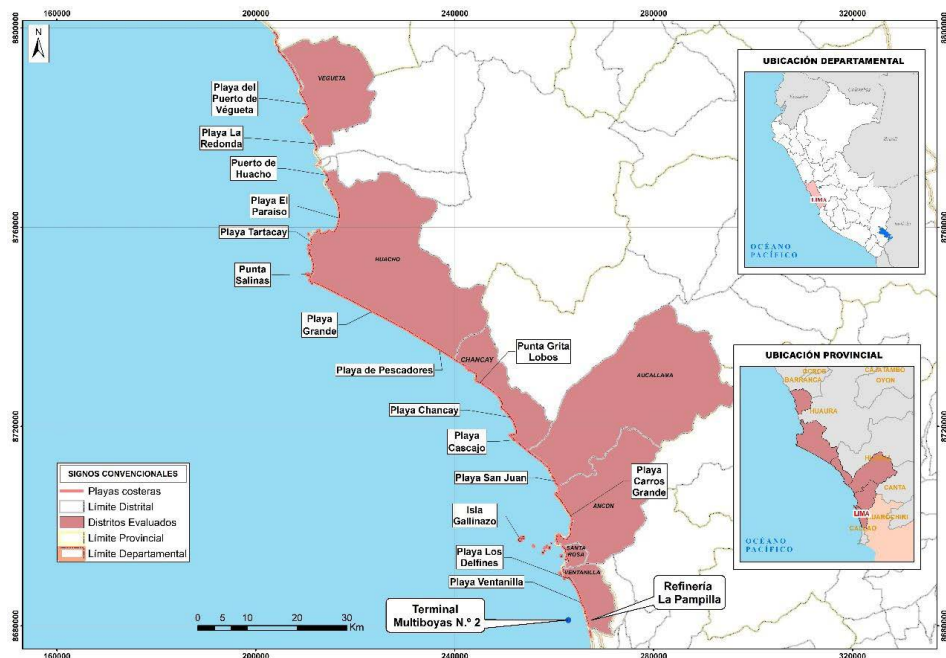 160000
200000
240000
280000
320000
8800000
8800000
N
VEGUETA
Playa del
Puerto de
Végueta
Playa La
Redonda
Puerto de
Huacho
Playa El
Paraiso
8760000
8760000
Playa Tartacay
HUACHO
Punta
Salinas
Playa
Grande
CHANCAY
Punta Grita
Lobos
AUCALLAMA
Playa de Pescadores
Playa Chancay
8720000
8720000
Playa
Cascajo
Playa San Juan
Playa
Carros
Grande
ANCON
Isla
Gallinazo
SANTA
ROSA
Playa Los
Delfines
VENTANILLA
Playa Ventanilla
Refinería
La Pampilla
Terminal
Multiboyas N.º 2
8680000
8680000
SIGNOS CONVENCIONALES
Playas costeras
Límite Distrital
Distritos Evaluados
Límite Provincial
Límite Departamental
0 5 10 20 30
Km
160000
200000
240000
280000
320000
UBICACIÓN DEPARTAMENTAL
LIMA
OCÉANO
PACÍFICO
UBICACIÓN PROVINCIAL
BARRANCA
CAJATAMBO
OYON
HUAURA
CANTA
LIMA
OCÉANO
PACÍFICO